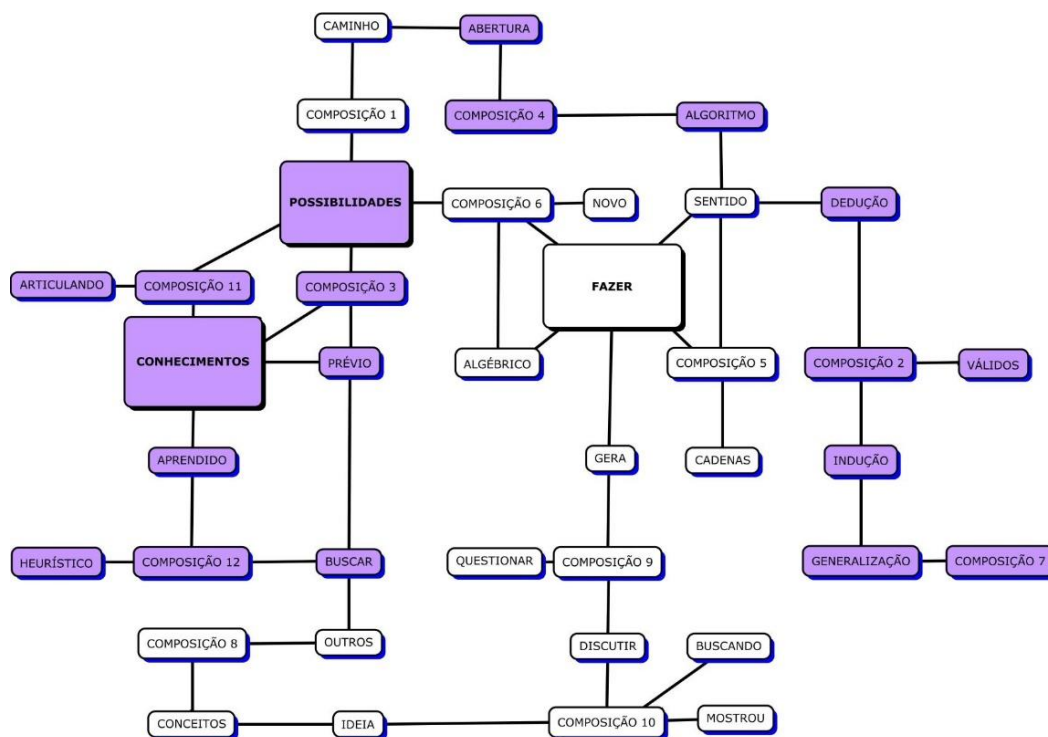 CAMINHO
ABERTURA
COMPOSIÇÃO 1
COMPOSIÇÃO 4
ALGORITMO
POSSIBILIDADES
COMPOSIÇÃO 6
NOVO
SENTIDO
DEDUÇÃO
ARTICULANDO
COMPOSIÇÃO 11
COMPOSIÇÃO 3
FAZER
CONHECIMENTOS
PRÉVIO
ALGÉBRICO
COMPOSIÇÃO 5
COMPOSIÇÃO 2
VÁLIDOS
APRENDIDO
GERA
CADENAS
INDUÇÃO
HEURÍSTICO
COMPOSIÇÃO 12
BUSCAR
QUESTIONAR
COMPOSIÇÃO 9
GENERALIZAÇÃO
COMPOSIÇÃO 7
COMPOSIÇÃO 8
OUTROS
DISCUTIR
BUSCANDO
CONCEITOS
IDEIA
COMPOSIÇÃO 10
MOSTROU